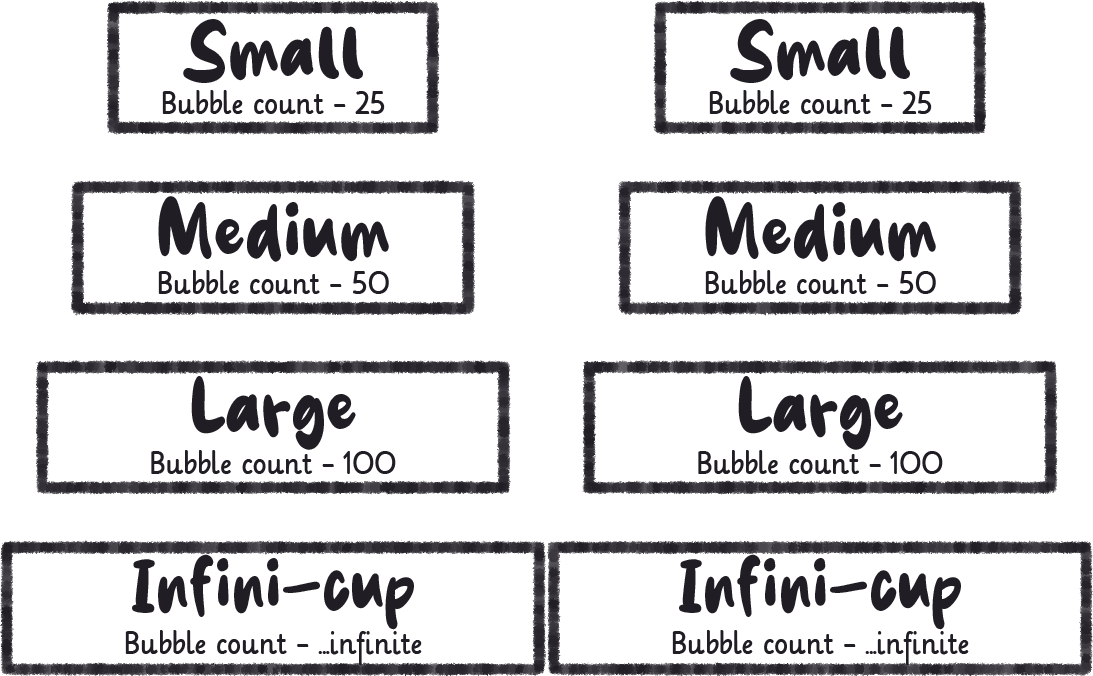 Small
Bubble count - 25
Small
Bubble count - 25
Medium
Bubble count - 50
Medium
Bubble count - 50
Large
Bubble count - 100
Large
Bubble count - 100
Infini-cup
Bubble count - ...infinite
Infini-cup
Bubble count - ...infinite